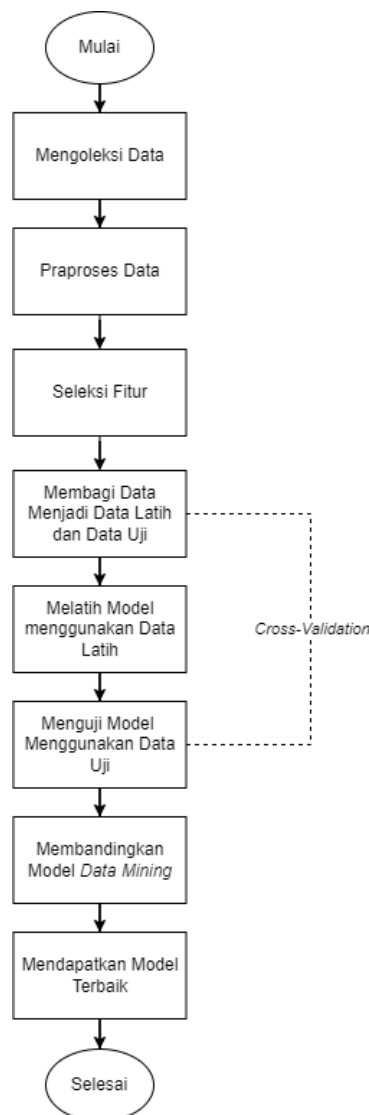 Mulai
Mengoleksi Data
Praproses Data
Seleksi Fitur
Membagi Data
Menjadi Data Latih
dan Data Uji
Melatih Model
menggunakan Data
Latih
Cross-Validation
Menguji Model
Menggunakan Data
Uji
Membandingkan
Model Data Mining
Mendapatkan Model
Terbaik
Selesai